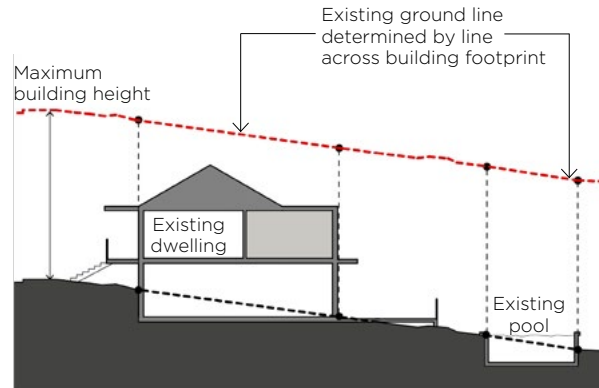 Existing ground line
determined by line
across building footprint
Maximum
building height
Existing
dwelling
Existing
pool